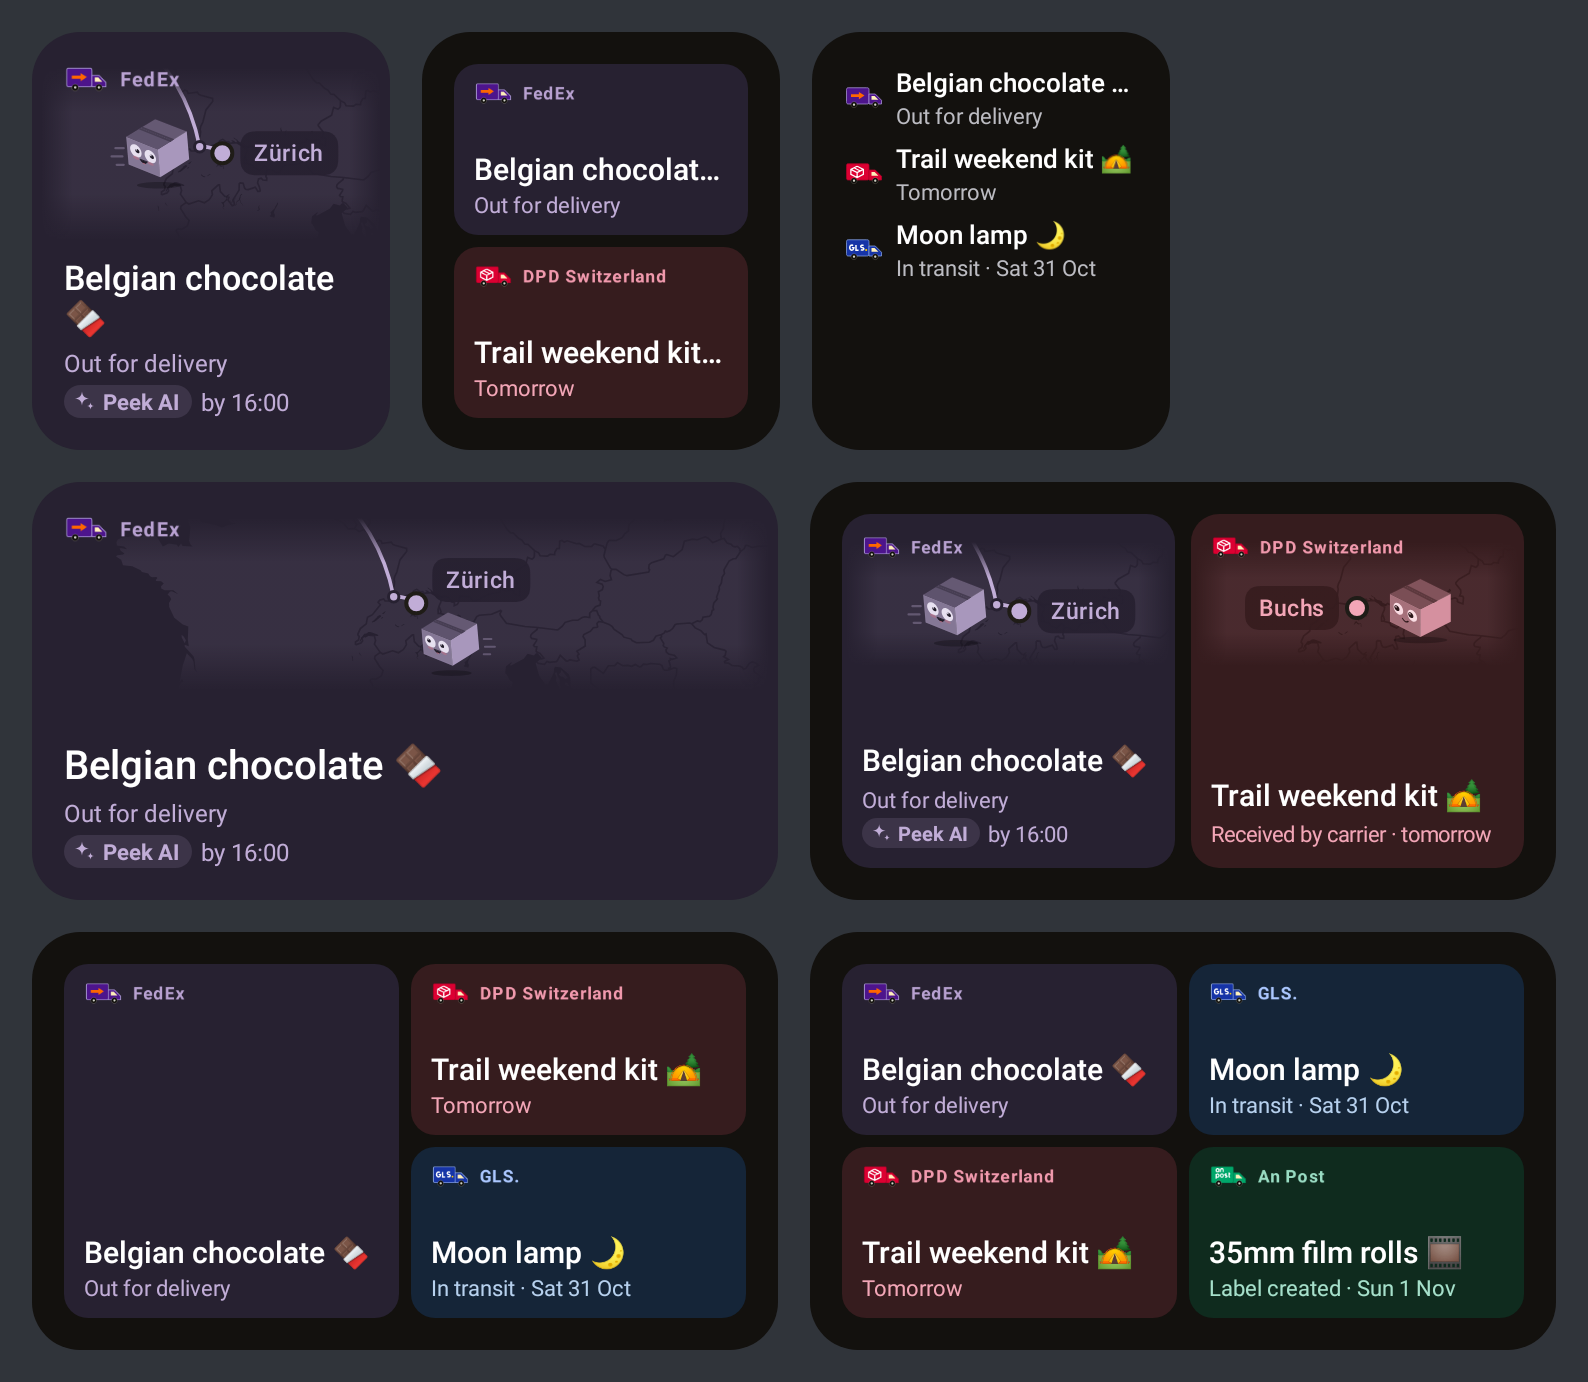 FedEx
Zürich
Belgian chocolate
🍫
Out for delivery
Peek AI by 16:00
FedEx
Belgian chocolat...
Out for delivery
DPD Switzerland
Trail weekend kit...
Tomorrow
Belgian chocolate ...
Out for delivery
Trail weekend kit 🏕️
Tomorrow
GLS.
Moon lamp 🌙
In transit · Sat 31 Oct
FedEx
Zürich
Belgian chocolate 🍫
Out for delivery
Peek AI by 16:00
FedEx
Zürich
Belgian chocolate 🍫
Out for delivery
Peek AI by 16:00
DPD Switzerland
Buchs
Trail weekend kit 🏕️
Received by carrier · tomorrow
FedEx
Belgian chocolate 🍫
Out for delivery
DPD Switzerland
Trail weekend kit 🏕️
Tomorrow
GLS. GLS.
Moon lamp 🌙
In transit · Sat 31 Oct
FedEx
Belgian chocolate 🍫
Out for delivery
GLS. GLS.
Moon lamp 🌙
In transit · Sat 31 Oct
DPD Switzerland
Trail weekend kit 🏕️
Tomorrow
an post An Post
35mm film rolls 🎞️
Label created · Sun 1 Nov